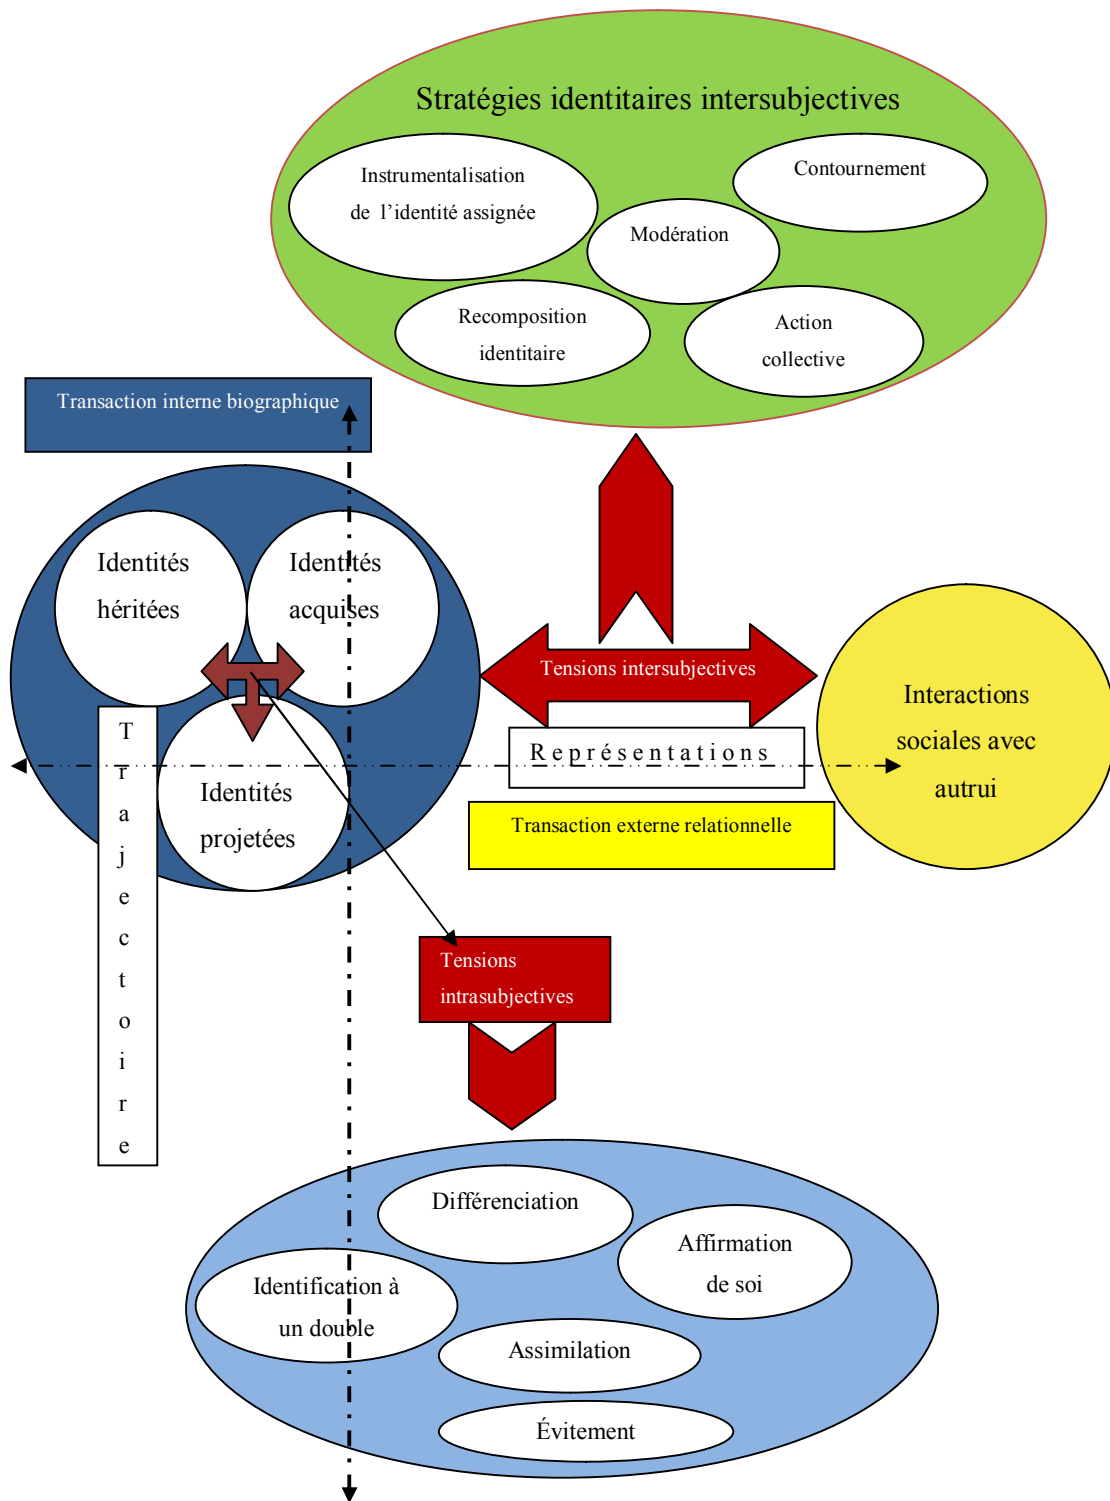 Stratégies identitaires intersubjectives
Instrumentalisation
de l’identité assignée
Contournement
Modération
Recomposition
identitaire
Action
collective
Transaction interne biographique
Identités
héritées
Identités
acquises
Identités
projetées
Trajectoire
Tensions intersubjectives
Représentations
Transaction externe relationnelle
Interactions
sociales avec
autrui
Tensions
intrasubjectives
Différenciation
Affirmation
de soi
Identification à
un double
Assimilation
Évitement